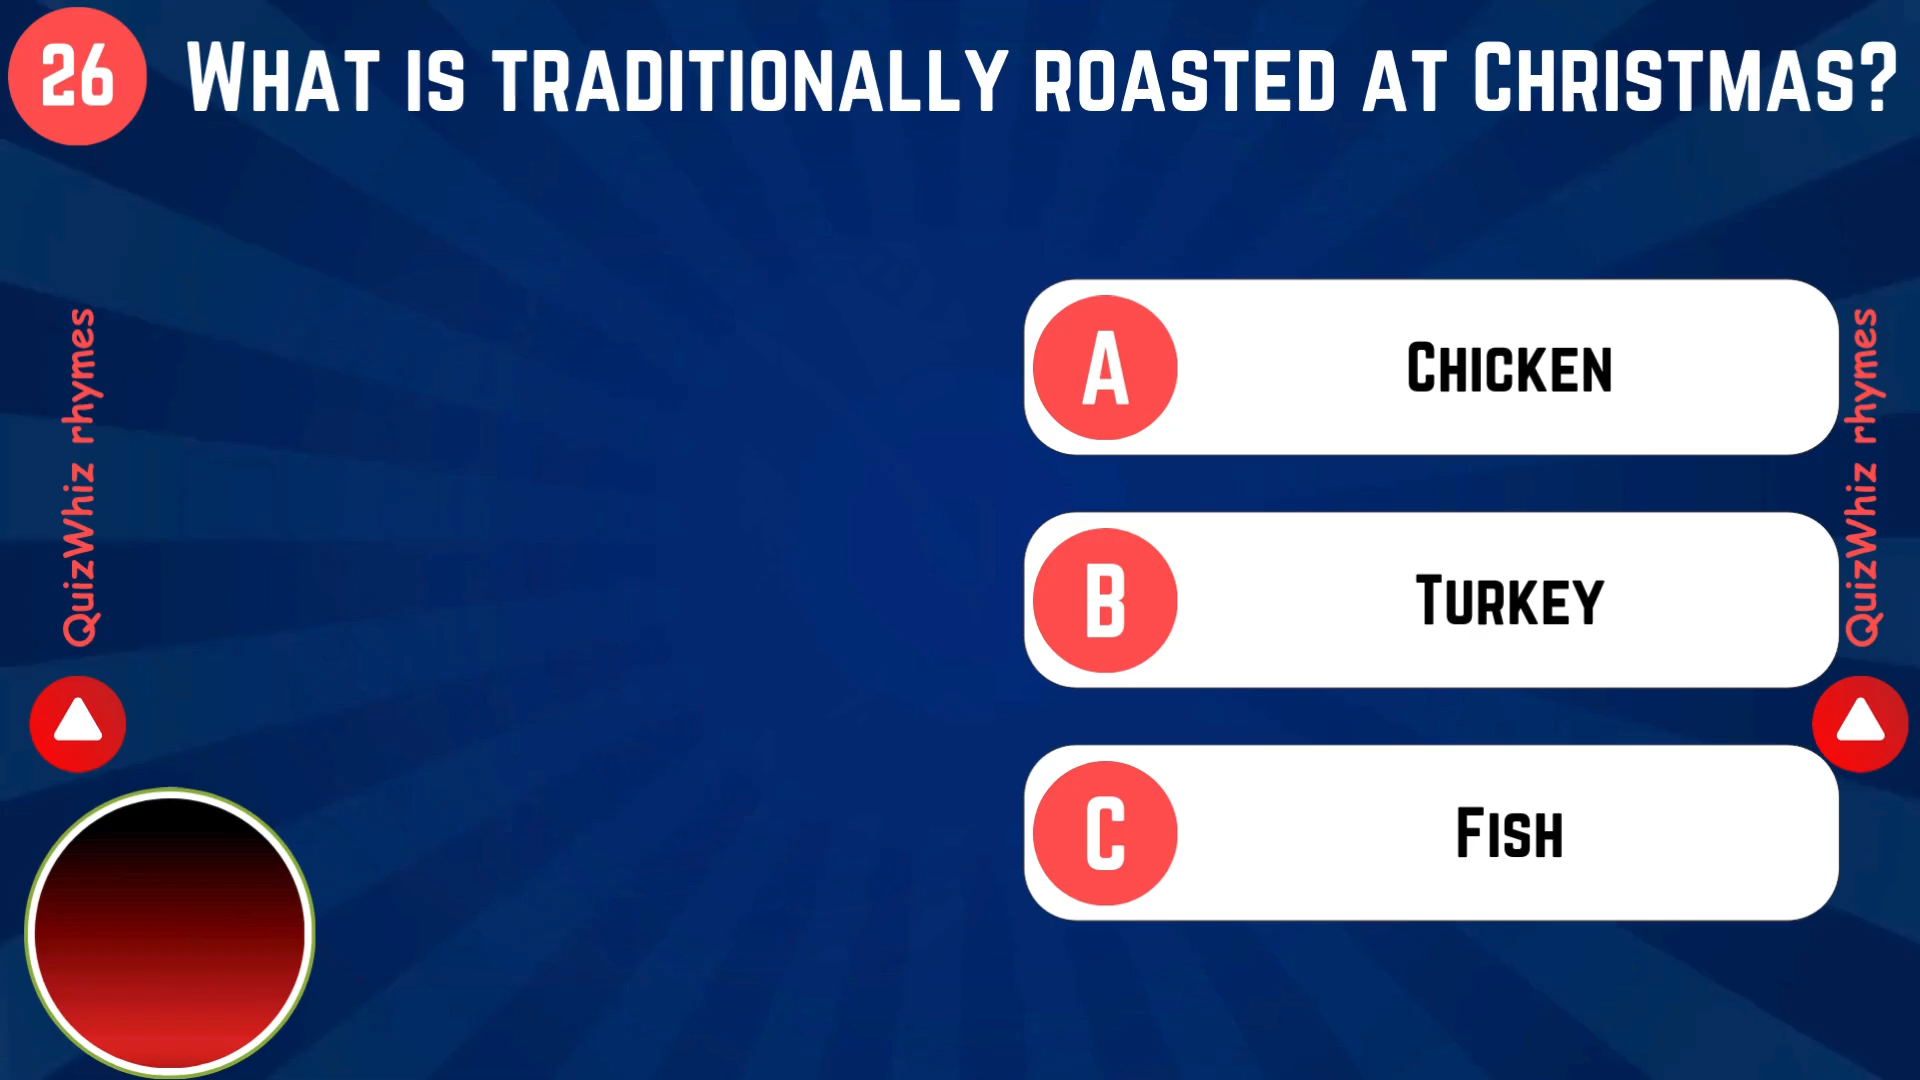 26
What is traditionally roasted at Christmas?
A
Chicken
B
Turkey
C
Fish
QuizWhiz rhymes
QuizWhiz rhymes